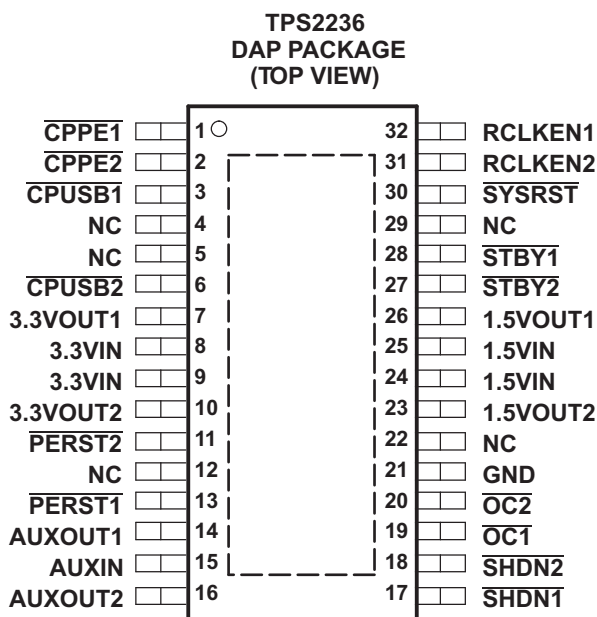 TPS2236
DAP PACKAGE
(TOP VIEW)
CPPE1 1 32 RCLKEN1
CPPE2 2 31 RCLKEN2
CPUSB1 3 30 SYSRST
NC 4 29 NC
NC 5 28 STBY1
CPUSB2 6 27 STBY2
3.3VOUT1 7 26 1.5VOUT1
3.3VIN 8 25 1.5VIN
3.3VIN 9 24 1.5VIN
3.3VOUT2 10 23 1.5VOUT2
PERST2 11 22 NC
NC 12 21 GND
PERST1 13 20 OC2
AUXOUT1 14 19 OC1
AUXIN 15 18 SHDN2
AUXOUT2 16 17 SHDN1